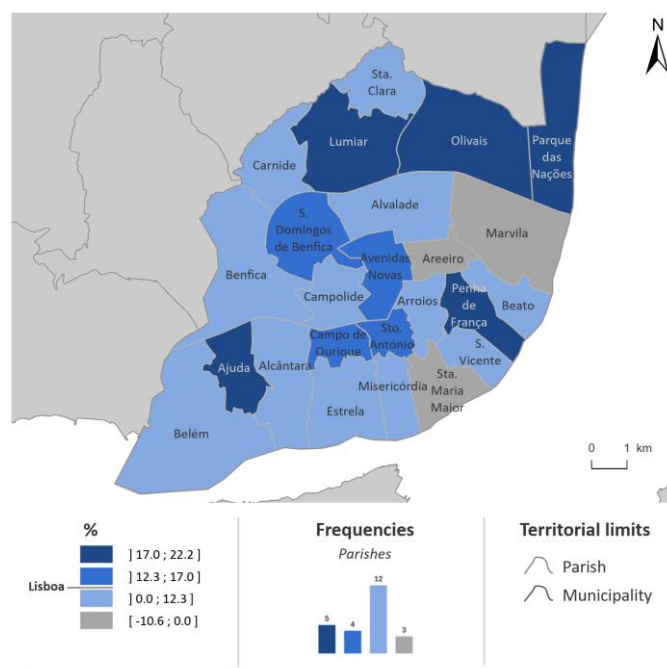 N
Sta.
Clara
Lumiar
Olivais
Parque
das
Nações
Carnide
S.
Domingos
de Benfica
Alvalade
Marvila
Avenidas
Novas
Areeiro
Benfica
Campolide
Penha
de
França
Arroios
Beato
Campo de
Ourique
Sto.
António
S.
Vicente
Ajuda
Alcântara
Misericórdia
Sta.
Maria
Maior
Estrela
Belém
0 1 km
%
] 17.0 ; 22.2 ]
] 12.3 ; 17.0 ]
Lisboa
] 0.0 ; 12.3 ]
[ -10.6 ; 0.0 ]
Frequencies
Parishes
12
5
4
3
Territorial limits
Parish
Municipality